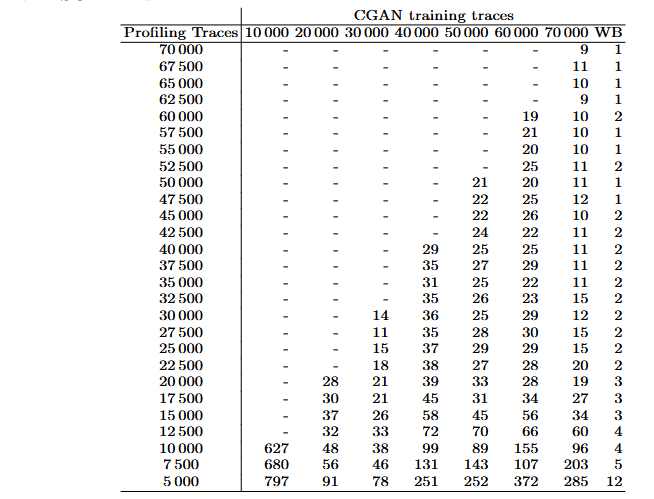 CGAN training traces
Profiling Traces 10 000 20 000 30 000 40 000 50 000 60 000 70 000 WB
70 000 - - - - - - 9 1
67 500 - - - - - - 11 1
65 000 - - - - - - 10 1
62 500 - - - - - - 9 1
60 000 - - - - - 19 10 2
57 500 - - - - - 21 10 1
55 000 - - - - - 20 10 1
52 500 - - - - - 25 11 2
50 000 - - - - 21 20 11 1
47 500 - - - - 22 25 12 1
45 000 - - - - 22 26 10 2
42 500 - - - - 24 22 11 2
40 000 - - - 29 25 25 11 2
37 500 - - - 35 27 29 11 2
35 000 - - - 31 25 22 11 2
32 500 - - - 35 26 23 15 2
30 000 - - 14 36 25 29 12 2
27 500 - - 11 35 28 30 15 2
25 000 - - 15 37 29 29 15 2
22 500 - - 18 38 27 28 20 2
20 000 - 28 21 39 33 28 19 3
17 500 - 30 21 45 31 34 27 3
15 000 - 37 26 58 45 56 34 3
12 500 - 32 33 72 70 66 60 4
10 000 627 48 38 99 89 155 96 4
7 500 680 56 46 131 143 107 203 5
5 000 797 91 78 251 252 372 285 12